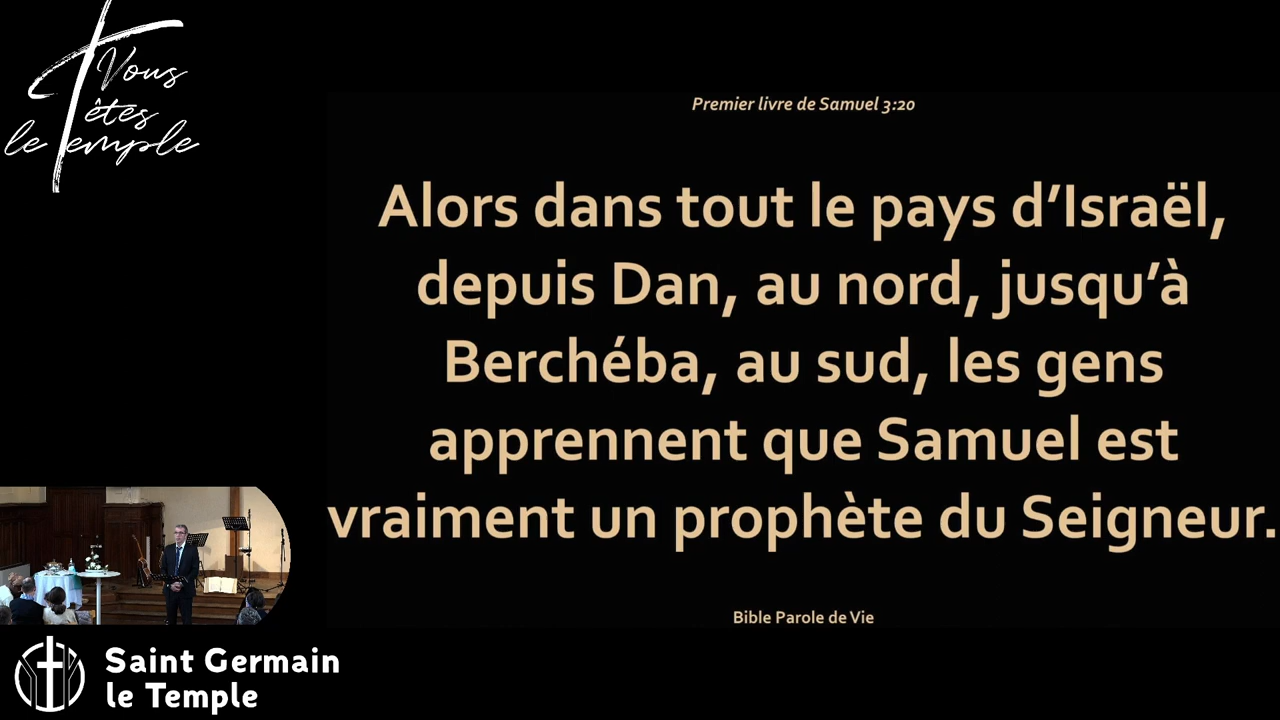 Vous
êtes
le Temple
Premier livre de Samuel 3:20
Alors dans tout le pays d’Israël,
depuis Dan, au nord, jusqu’à
Berchéba, au sud, les gens
apprennent que Samuel est
vraiment un prophète du Seigneur.
Bible Parole de Vie
Saint Germain
le Temple